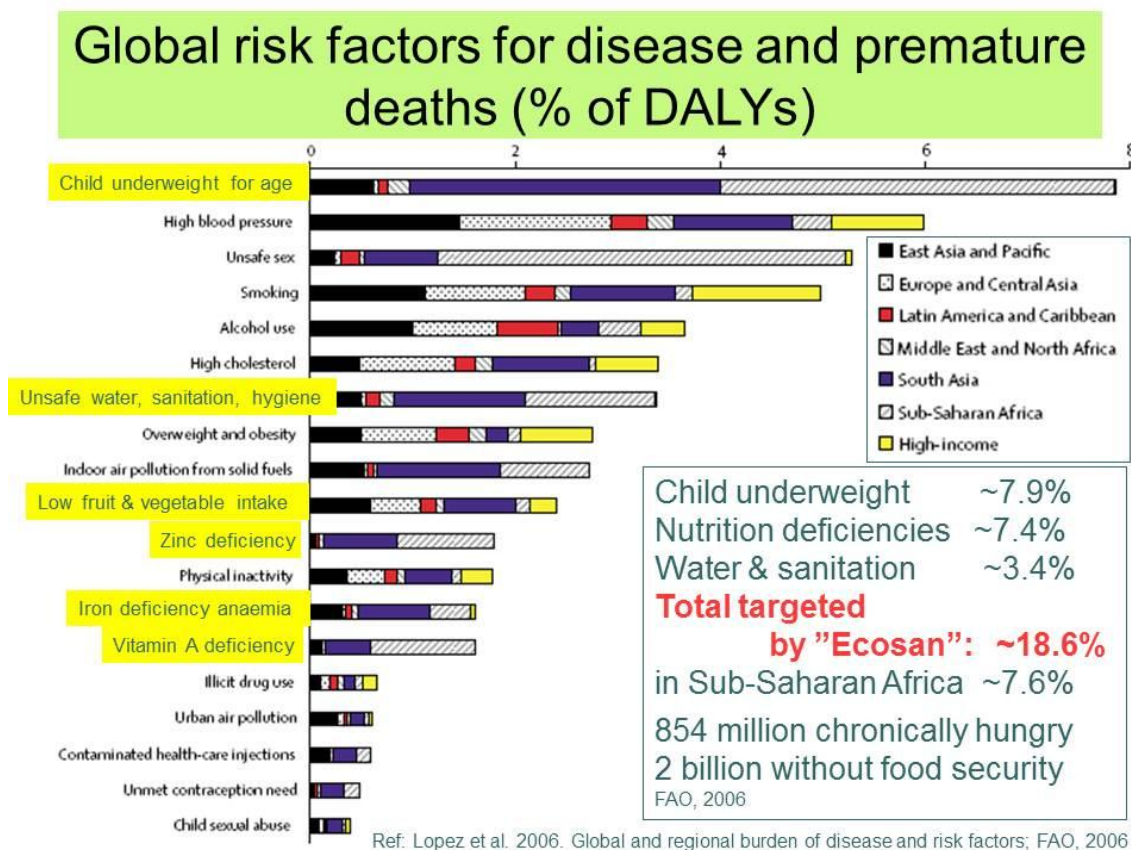 Global risk factors for disease and premature
deaths (% of DALYs)
0 2 4 6 8
Child underweight for age
High blood pressure
Unsafe sex
Smoking
Alcohol use
High cholesterol
Unsafe water, sanitation, hygiene
Overweight and obesity
Indoor air pollution from solid fuels
Low fruit & vegetable intake
Zinc deficiency
Physical inactivity
Iron deficiency anaemia
Vitamin A deficiency
Illicit drug use
Urban air pollution
Contaminated health-care injections
Unmet contraception need
Child sexual abuse
East Asia and Pacific
Europe and Central Asia
Latin America and Caribbean
Middle East and North Africa
South Asia
Sub-Saharan Africa
High-income
Child underweight ~7.9%
Nutrition deficiencies ~7.4%
Water & sanitation ~3.4%
Total targeted
by ”Ecosan”: ~18.6%
in Sub-Saharan Africa ~7.6%
854 million chronically hungry
2 billion without food security
FAO, 2006
Ref: Lopez et al. 2006. Global and regional burden of disease and risk factors; FAO, 2006